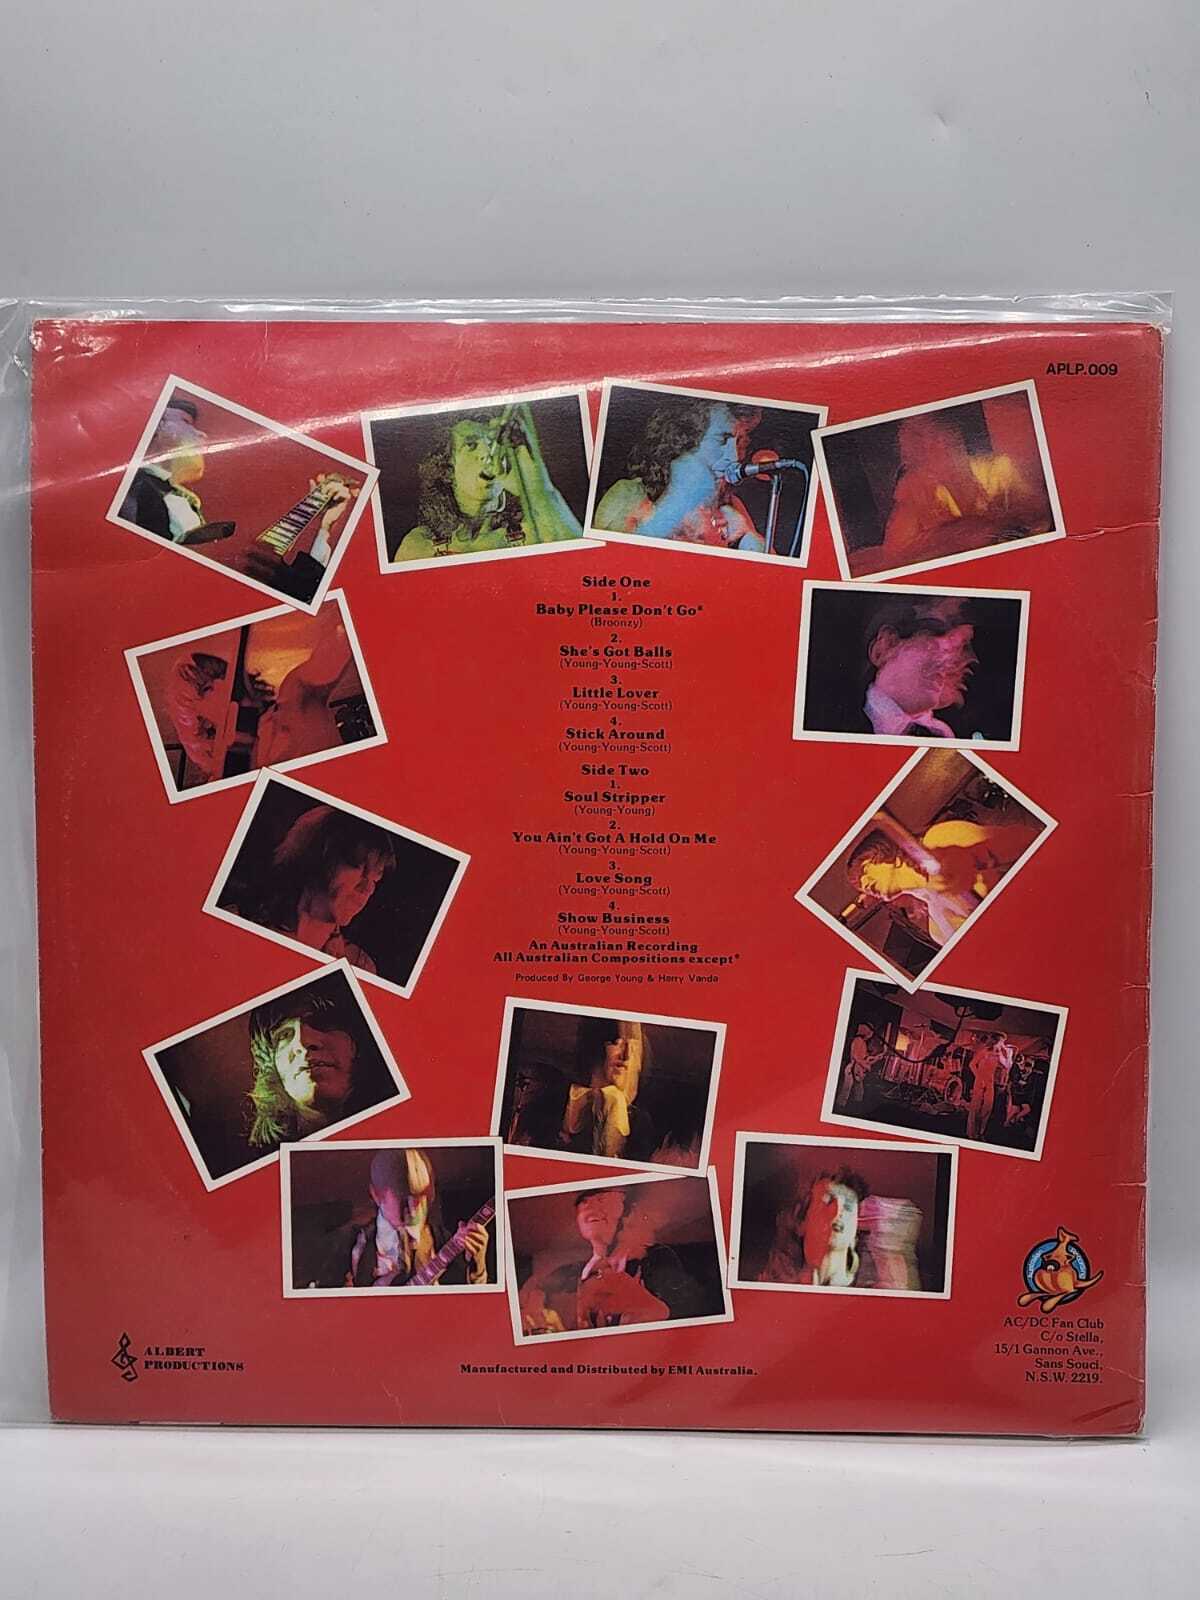 APLP.009
Side One
1.
Baby Please Don't Go*
(Broonzy)
2.
She's Got Balls
(Young-Young-Scott)
3.
Little Lover
(Young-Young-Scott)
4.
Stick Around
(Young-Young-Scott)
Side Two
1.
Soul Stripper
(Young-Young)
2.
You Ain't Got A Hold On Me
(Young-Young-Scott)
3.
Love Song
(Young-Young-Scott)
4.
Show Business
(Young-Young-Scott)
An Australian Recording
All Australian Compositions except*
Produced By George Young & Harry Vanda
ALBERT
PRODUCTIONS
Manufactured and Distributed by EMI Australia.
AC/DC Fan Club
C/o Stella,
15/1 Gannon Ave.,
Sans Souci,
N.S.W. 2219.